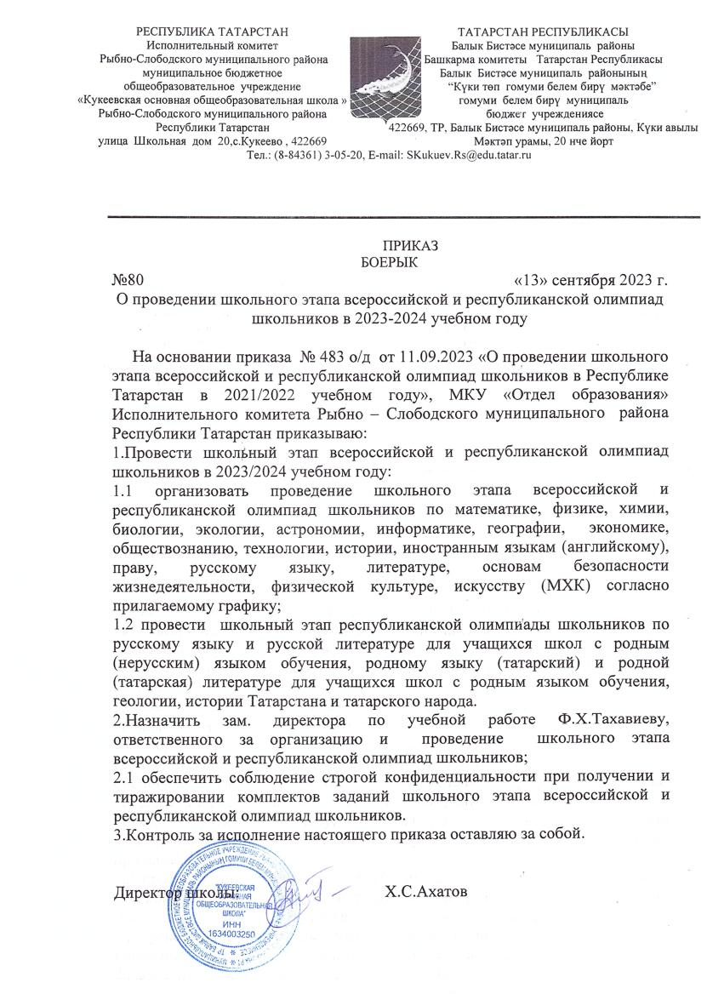 РЕСПУБЛИКА ТАТАРСТАН
Исполнительный комитет
Рыбно-Слободского муниципального района
муниципальное бюджетное
общеобразовательное учреждение
«Кукеевская основная общеобразовательная школа »
Рыбно-Слободского муниципального района
Республики Татарстан
улица Школьная дом 20,с.Кукеево , 422669
ТАТАРСТАН РЕСПУБЛИКАСЫ
Балык Бистәсе муниципаль районы
Башкарма комитеты Татарстан Республикасы
Балык Бистәсе муниципаль районының
“Күки төп гомуми белем бирү мәктәбе”
гомуми белем бирү муниципаль
бюджет учреждениясе
422669, ТР, Балык Бистәсе муниципаль районы, Күки авылы
Мәктәп урамы, 20 нче йорт
Тел.: (8-84361) 3-05-20, E-mail: SKukuev.Rs@edu.tatar.ru
ПРИКАЗ
БОЕРЫК
№80 «13» сентября 2023 г.
О проведении школьного этапа всероссийской и республиканской олимпиад
школьников в 2023-2024 учебном году
На основании приказа № 483 о/д от 11.09.2023 «О проведении школьного
этапа всероссийской и республиканской олимпиад школьников в Республике
Татарстан в 2021/2022 учебном году», МКУ «Отдел образования»
Исполнительного комитета Рыбно – Слободского муниципального района
Республики Татарстан приказываю:
1.Провести школьный этап всероссийской и республиканской олимпиад
школьников в 2023/2024 учебном году:
1.1 организовать проведение школьного этапа всероссийской и
республиканской олимпиад школьников по математике, физике, химии,
биологии, экологии, астрономии, информатике, географии, экономике,
обществознанию, технологии, истории, иностранным языкам (английскому),
праву, русскому языку, литературе, основам безопасности
жизнедеятельности, физической культуре, искусству (МХК) согласно
прилагаемому графику;
1.2 провести школьный этап республиканской олимпиады школьников по
русскому языку и русской литературе для учащихся школ с родным
(нерусским) языком обучения, родному языку (татарский) и родной
(татарская) литературе для учащихся школ с родным языком обучения,
геологии, истории Татарстана и татарского народа.
2.Назначить зам. директора по учебной работе Ф.Х.Тахавиеву,
ответственного за организацию и проведение школьного этапа
всероссийской и республиканской олимпиад школьников;
2.1 обеспечить соблюдение строгой конфиденциальности при получении и
тиражировании комплектов заданий школьного этапа всероссийской и
республиканской олимпиад школьников.
3.Контроль за исполнение настоящего приказа оставляю за собой.
Директор школы: Х.С.Ахатов
"КУКЕЕВСКАЯ
ОСНОВНАЯ
ОБЩЕОБРАЗОВАТЕЛЬНАЯ
ШКОЛА"
ИНН
1634003250